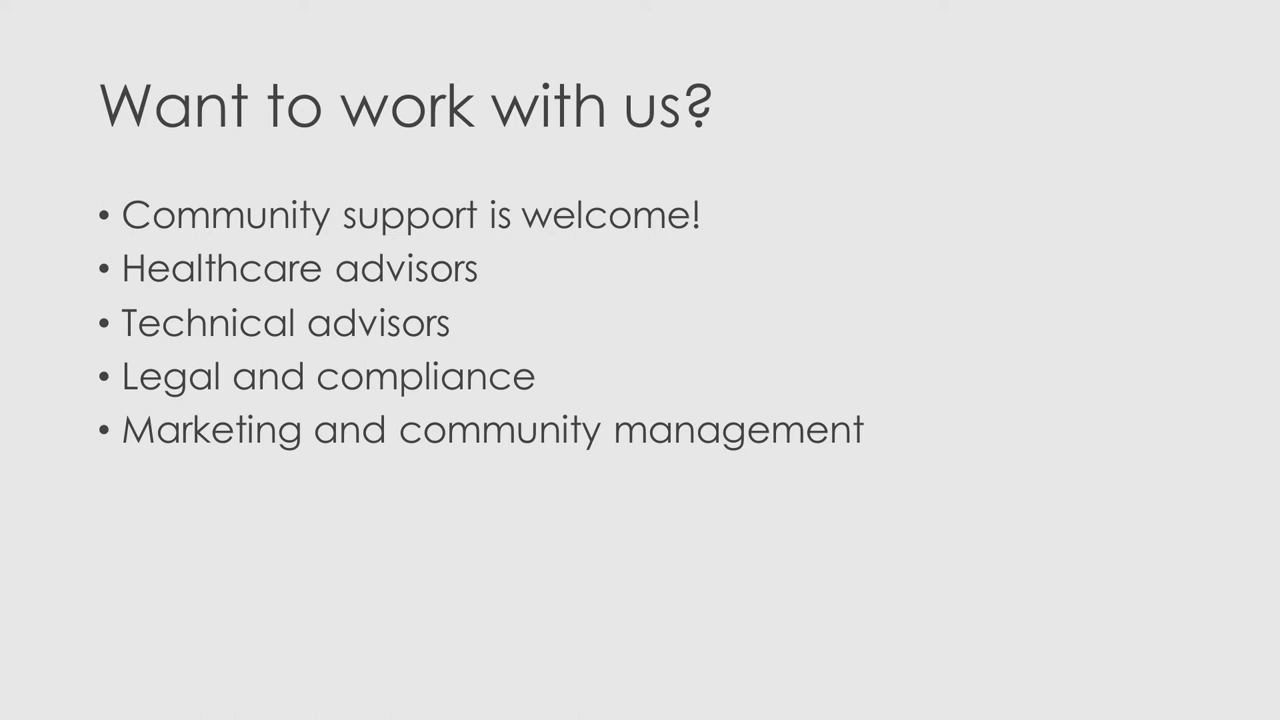 Want to work with us?
• Community support is welcome!
• Healthcare advisors
• Technical advisors
• Legal and compliance
• Marketing and community management